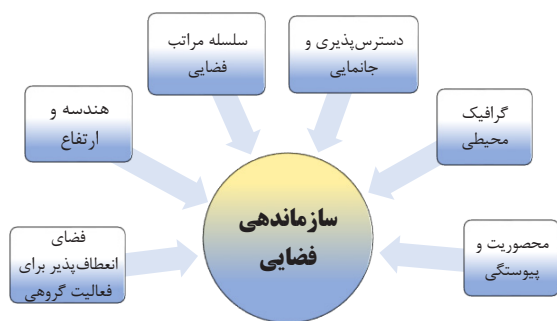 دسترس‌پذیری و
جانمایی
سلسله مراتب
فضایی
گرافیک
محیطی
هندسه و
ارتفاع
محصوریت و
پیوستگی
فضای
انعطاف‌پذیر برای
فعالیت گروهی
سازماندهی
فضایی